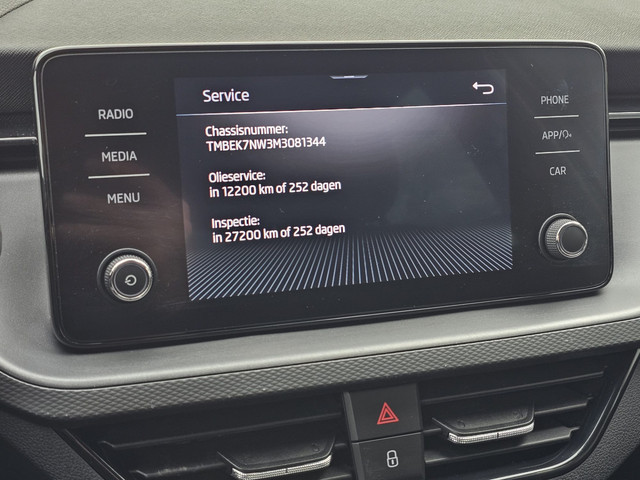 RADIO
MEDIA
MENU
Service
Chassisnummer:
TMBEK7NW3M3081344
Olieservice:
in 12200 km of 252 dagen
Inspectie:
in 27200 km of 252 dagen
PHONE
APP/
CAR